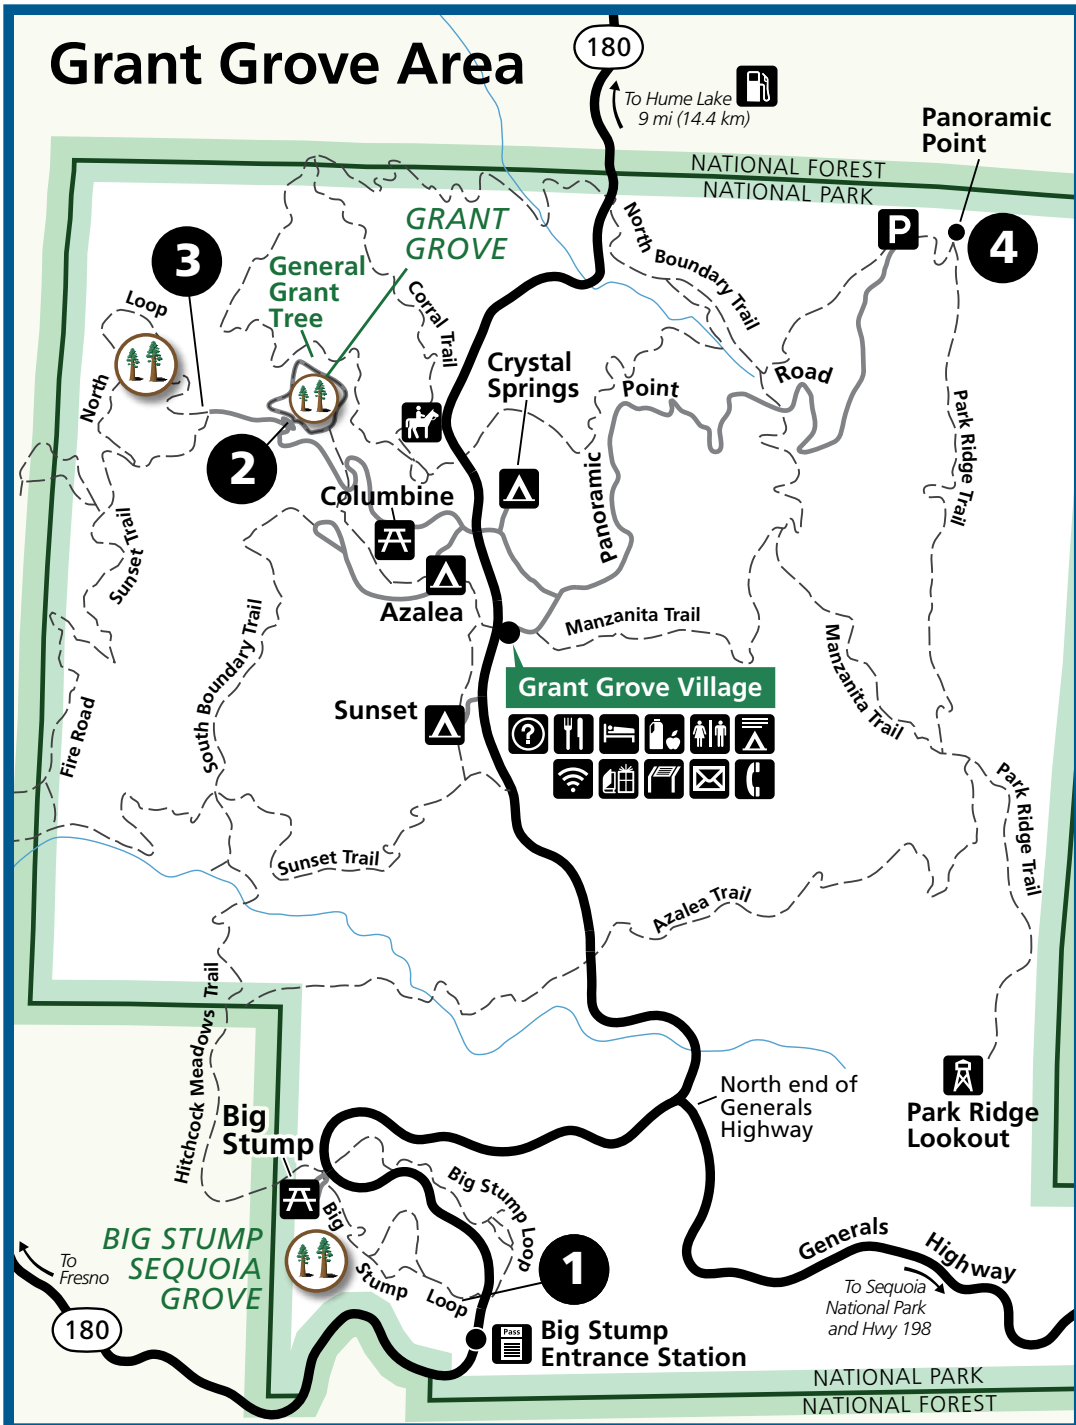 Grant Grove Area
180
To Hume Lake
9 mi (14.4 km)
Panoramic
Point
NATIONAL FOREST
NATIONAL PARK
P
4
3
GRANT
GROVE
General
Grant
Tree
North Boundary Trail
Corral Trail
Loop
North
Crystal
Springs
Point
Road
Panoramic
Park Ridge Trail
2
Columbine
Sunset Trail
Azalea
Manzanita Trail
South Boundary Trail
Manzanita Trail
Grant Grove Village
?
Sunset
Fire Road
Park Ridge Trail
Sunset Trail
Azalea Trail
Hitchcock Meadows Trail
North end of
Generals
Highway
Park Ridge
Lookout
Big
Stump
Big Stump Loop
Big
Stump
Loop
BIG STUMP
SEQUOIA
GROVE
1
Generals
Highway
To
Fresno
To Sequoia
National Park
and Hwy 198
180
Pass
Big Stump
Entrance Station
NATIONAL PARK
NATIONAL FOREST